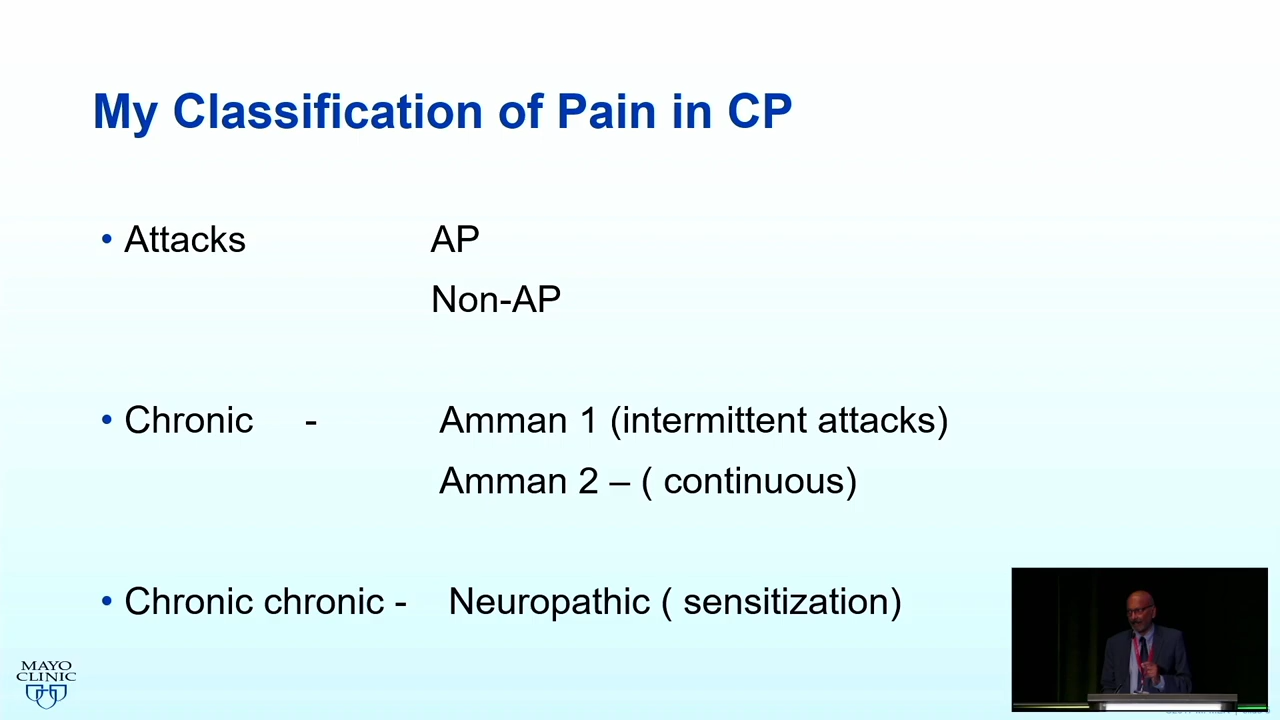 My Classification of Pain in CP
• Attacks AP
Non-AP
• Chronic - Amman 1 (intermittent attacks)
Amman 2 – ( continuous)
• Chronic chronic - Neuropathic ( sensitization)
MAYO
CLINIC